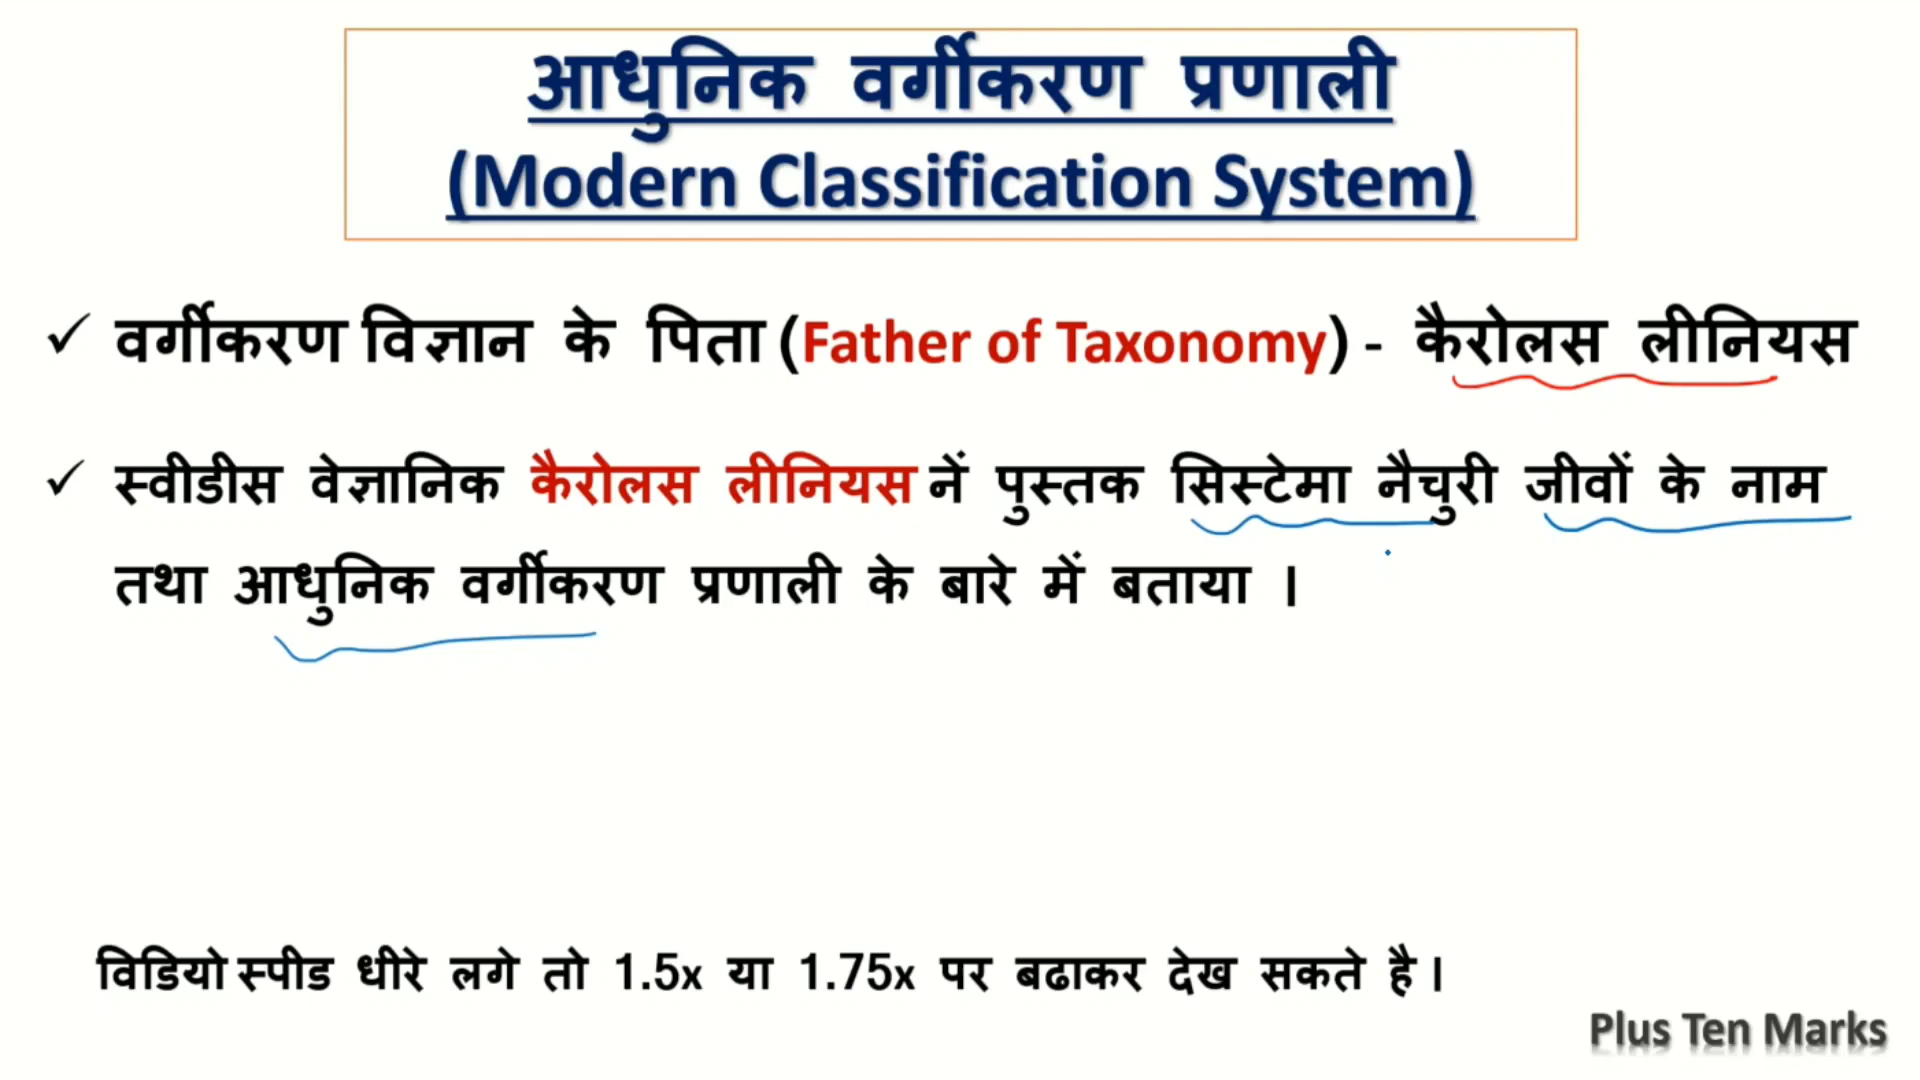 आधुनिक वर्गीकरण प्रणाली
(Modern Classification System)
✓ वर्गीकरण विज्ञान के पिता (Father of Taxonomy) - कैरोलस लीनियस
✓ स्वीडीस वेज्ञानिक कैरोलस लीनियस नें पुस्तक सिस्टेमा नैचुरी जीवों के नाम
तथा आधुनिक वर्गीकरण प्रणाली के बारे में बताया ।
विडियो स्पीड धीरे लगे तो 1.5x या 1.75x पर बढाकर देख सकते है ।
Plus Ten Marks